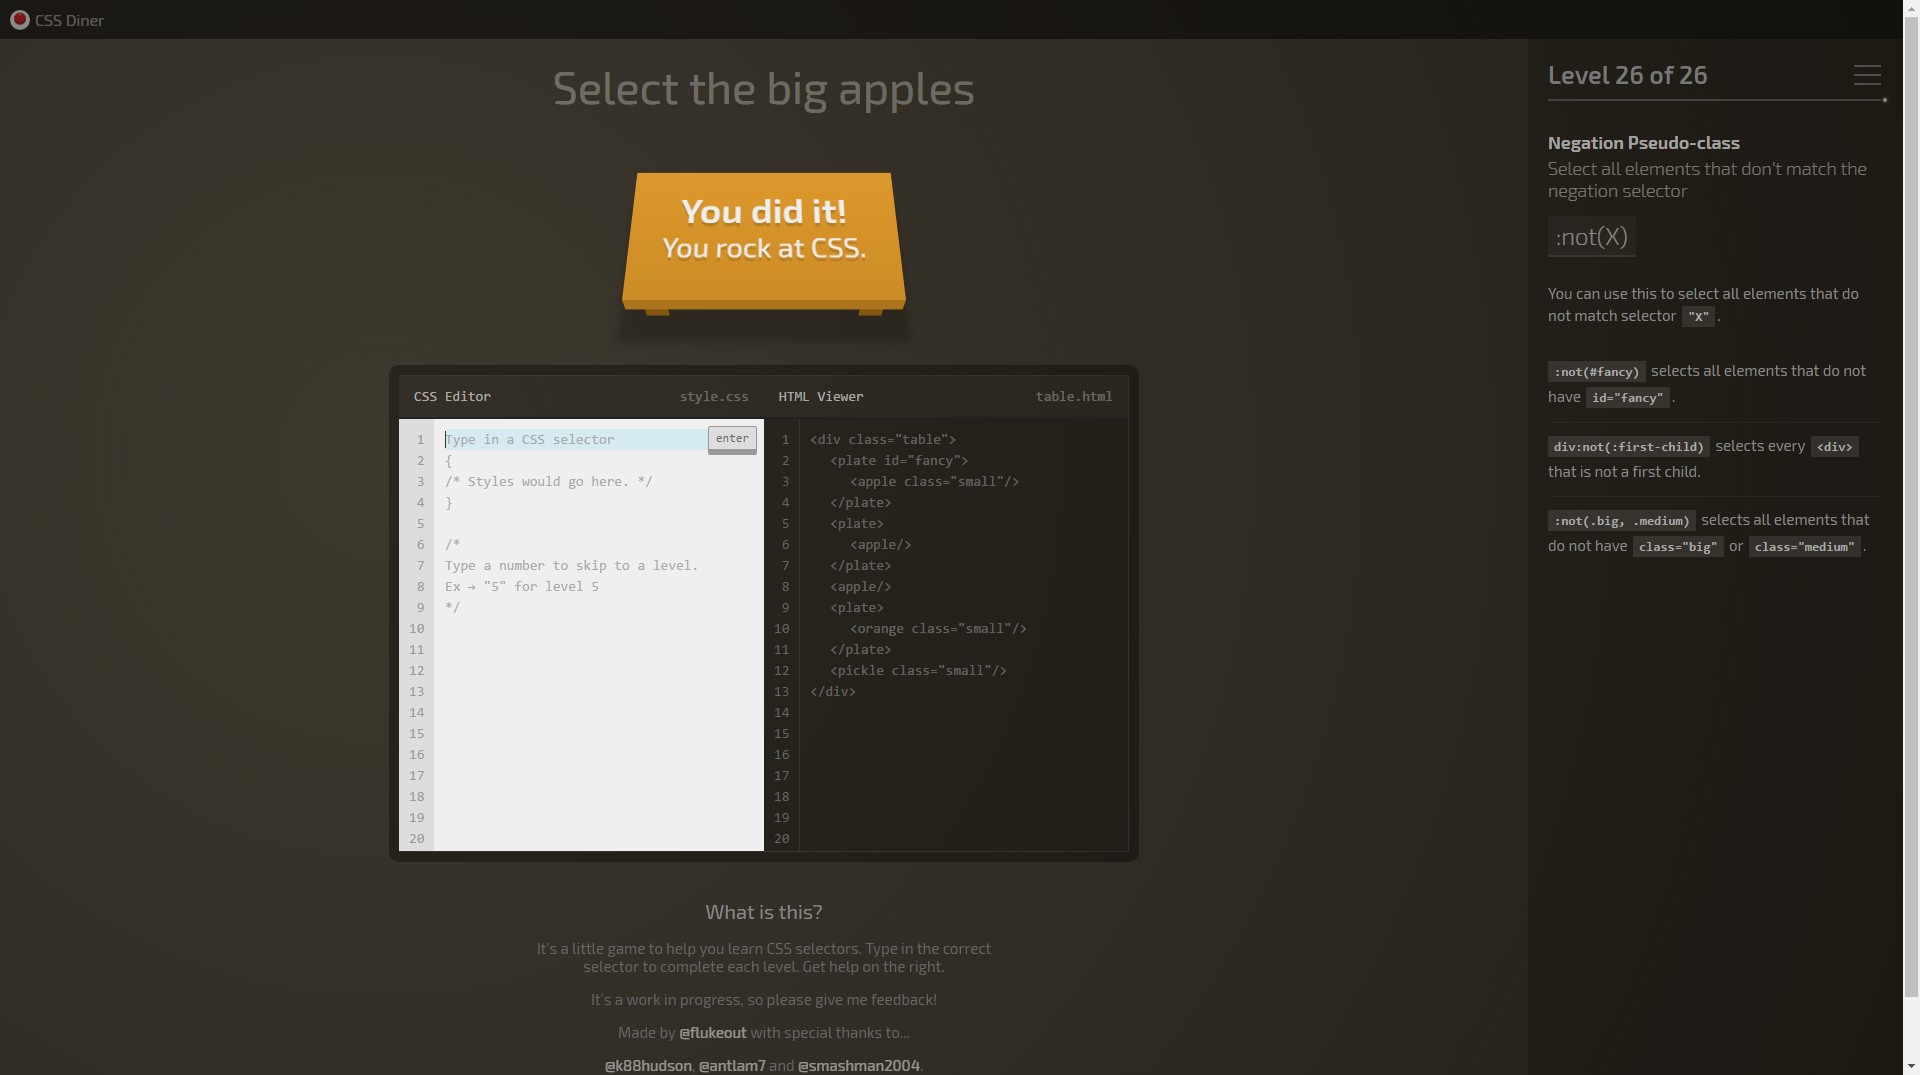 CSS Diner
Select the big apples
You did it!
You rock at CSS.
CSS Editor
style.css
HTML Viewer
table.html
1
2
3
4
5
6
7
8
9
10
11
12
13
14
15
16
17
18
19
20
Type in a CSS selector
enter
{
/* Styles would go here. */
}
/*
Type a number to skip to a level.
Ex → "5" for level 5
*/
1
2
3
4
5
6
7
8
9
10
11
12
13
14
15
16
17
18
19
20
<div class="table">
<plate id="fancy">
<apple class="small"/>
</plate>
<plate>
<apple/>
</plate>
<apple/>
<plate>
<orange class="small"/>
</plate>
<pickle class="small"/>
</div>
What is this?
It's a little game to help you learn CSS selectors. Type in the correct
selector to complete each level. Get help on the right.
It's a work in progress, so please give me feedback!
Made by @flukeout with special thanks to...
@k88hudson, @antlam7 and @smashman2004.
Level 26 of 26
Negation Pseudo-class
Select all elements that don't match the
negation selector
:not(X)
You can use this to select all elements that do
not match selector "X".
:not(#fancy) selects all elements that do not
have id="fancy".
div:not(:first-child) selects every <div>
that is not a first child.
:not(.big, .medium) selects all elements that
do not have class="big" or class="medium".